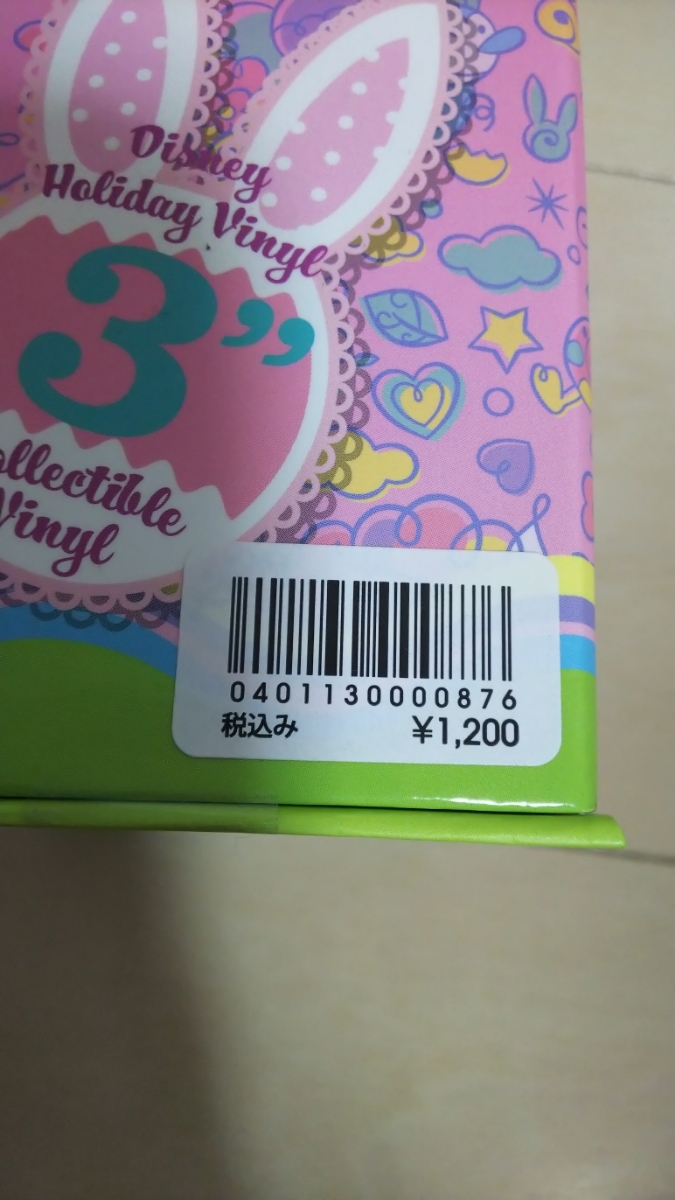 Disney
Holiday Vinyl
3”
ollectible
Vinyl
0401130000876
税込み ¥1,200